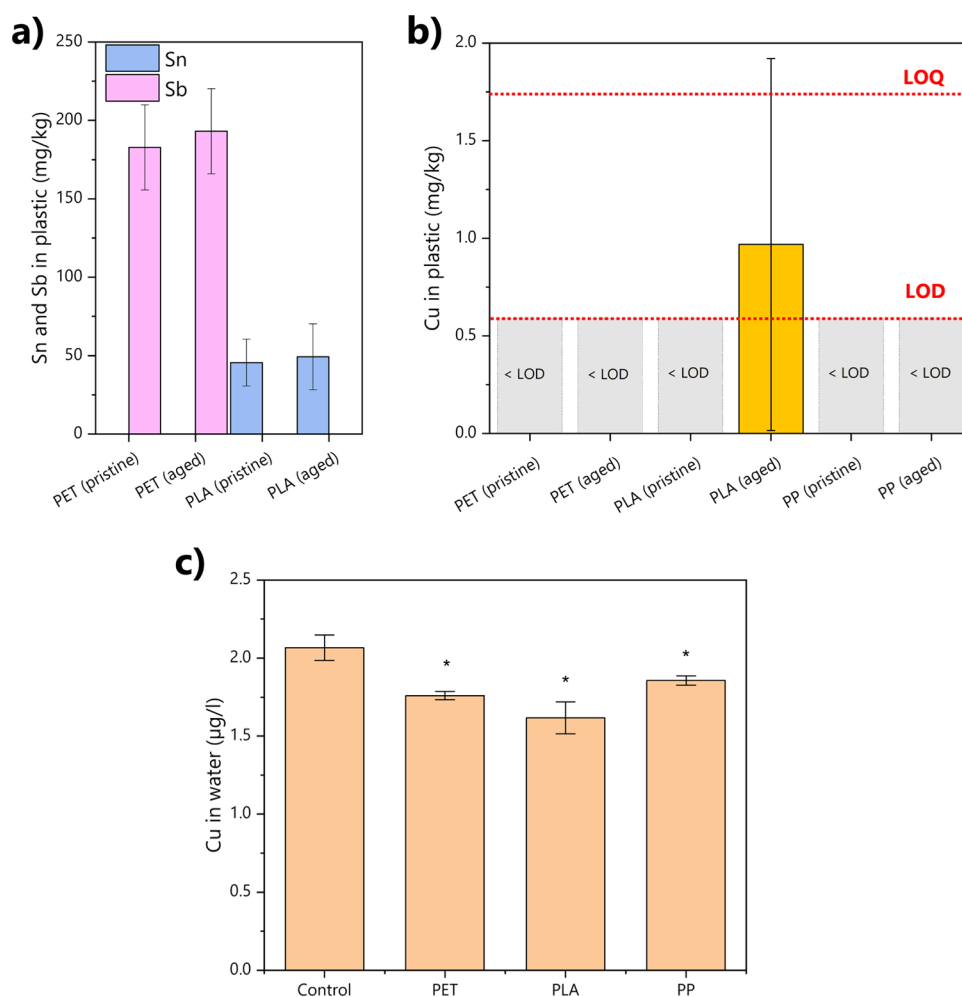 a)
Sn and Sb in plastic (mg/kg)
250
200
150
100
50
0
Sn
Sb
PET (pristine)
PET (aged)
PLA (pristine)
PLA (aged)
b)
Cu in plastic (mg/kg)
2.0
1.5
1.0
0.5
0.0
LOQ
LOD
< LOD
< LOD
< LOD
< LOD
< LOD
PET (pristine)
PET (aged)
PLA (pristine)
PLA (aged)
PP (pristine)
PP (aged)
c)
Cu in water (µg/l)
2.5
2.0
1.5
1.0
0.5
0.0
*
*
*
Control
PET
PLA
PP